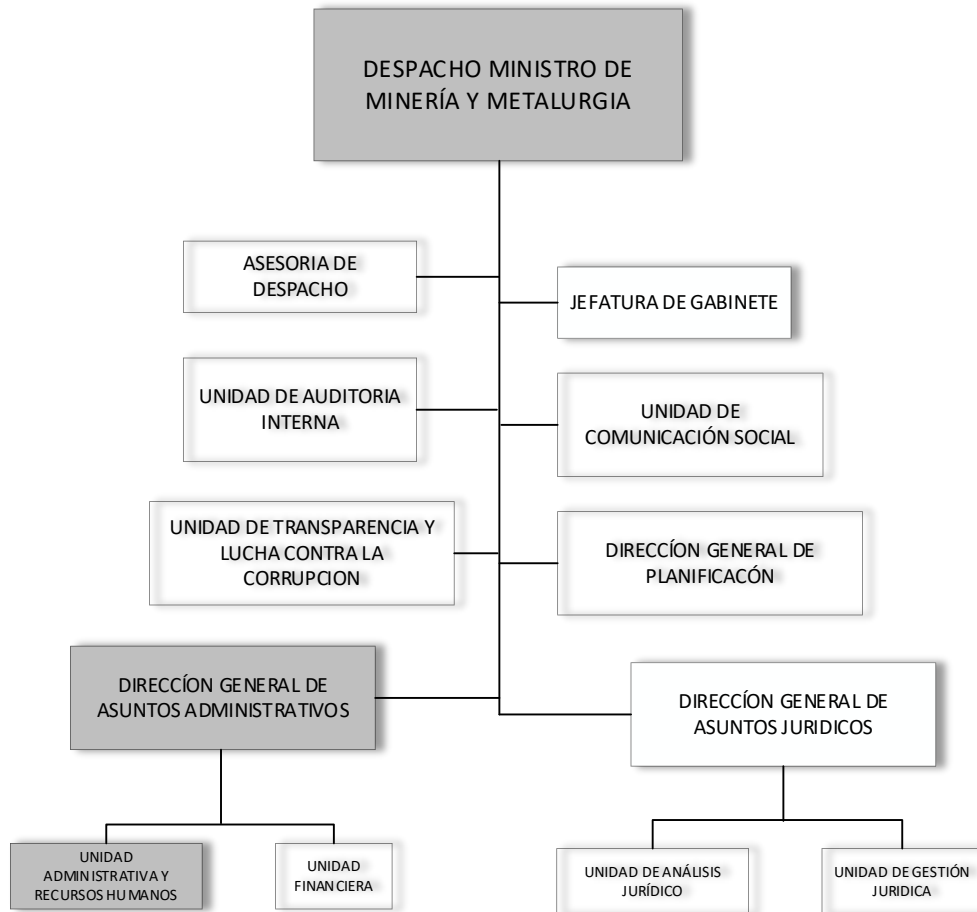 DESPACHO MINISTRO DE
MINERÍA Y METALURGIA
ASESORIA DE
DESPACHO
JEFATURA DE GABINETE
UNIDAD DE AUDITORIA
INTERNA
UNIDAD DE
COMUNICACIÓN SOCIAL
UNIDAD DE TRANSPARENCIA Y
LUCHA CONTRA LA
CORRUPCION
DIRECCÍON GENERAL DE
PLANIFICACÓN
DIRECCÍON GENERAL DE
ASUNTOS ADMINISTRATIVOS
DIRECCÍON GENERAL DE
ASUNTOS JURIDICOS
UNIDAD
ADMINISTRATIVA Y
RECURSOS HUMANOS
UNIDAD
FINANCIERA
UNIDAD DE ANÁLISIS
JURÍDICO
UNIDAD DE GESTIÓN
JURIDICA